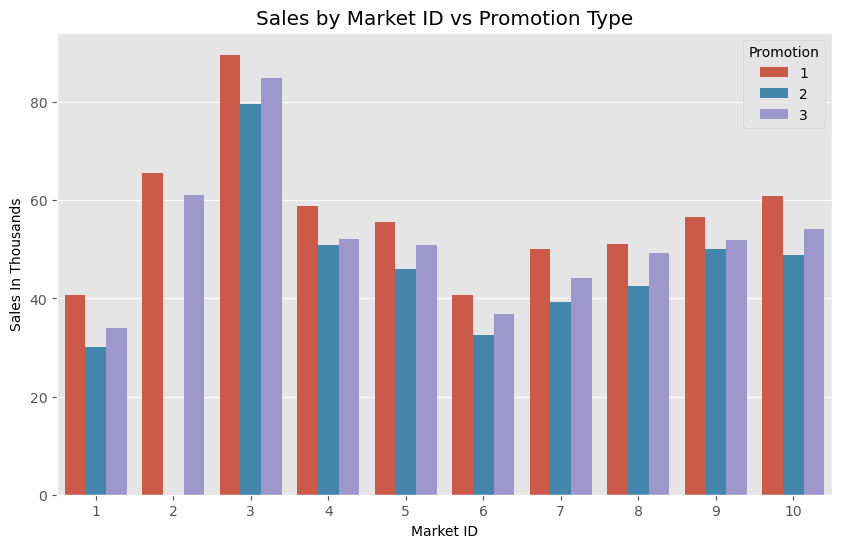 Sales by Market ID vs Promotion Type
Promotion
1
2
3
Sales In Thousands
80
60
40
20
0
1 2 3 4 5 6 7 8 9 10
Market ID